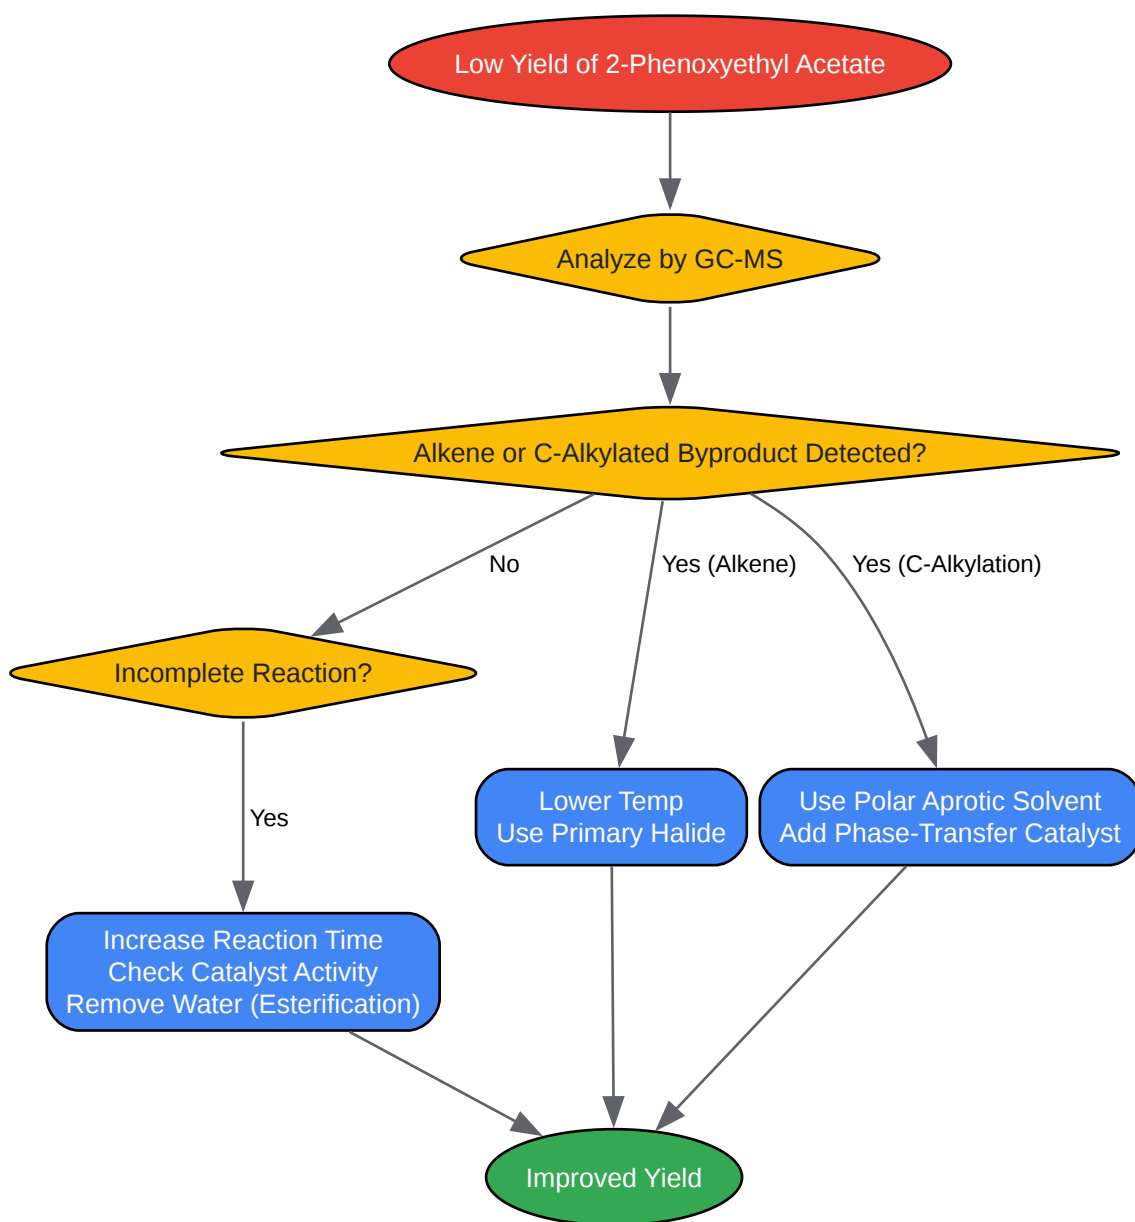 Low Yield of 2-Phenoxyethyl Acetate
Analyze by GC-MS
Alkene or C-Alkylated Byproduct Detected?
No
Yes (Alkene)
Yes (C-Alkylation)
Incomplete Reaction?
Yes
Lower Temp
Use Primary Halide
Use Polar Aprotic Solvent
Add Phase-Transfer Catalyst
Increase Reaction Time
Check Catalyst Activity
Remove Water (Esterification)
Improved Yield